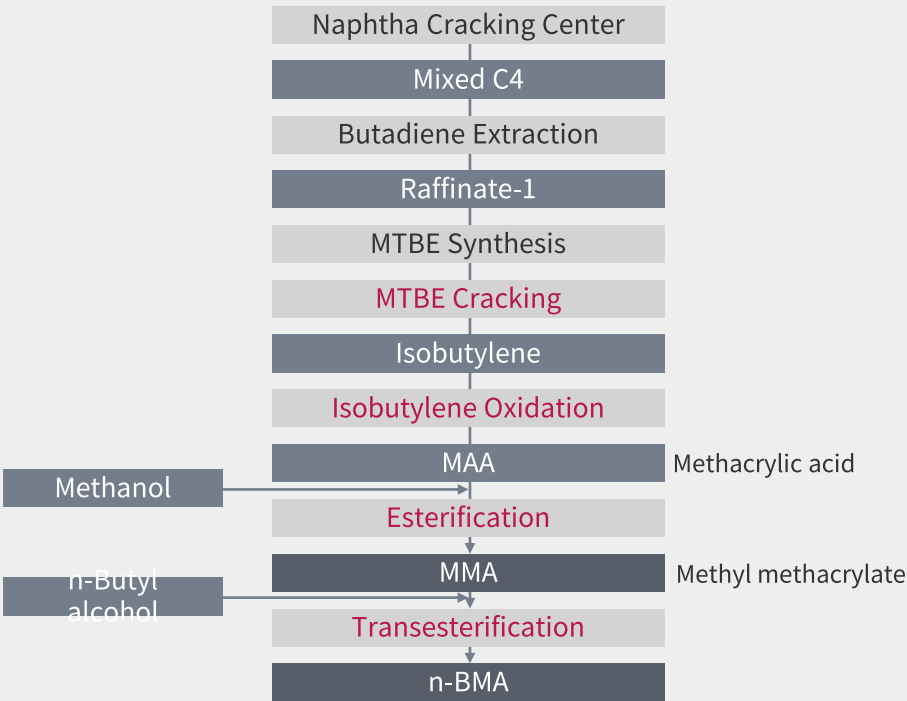 Naphtha Cracking Center
Mixed C4
Butadiene Extraction
Raffinate-1
MTBE Synthesis
MTBE Cracking
Isobutylene
Isobutylene Oxidation
MAA
Methacrylic acid
Methanol
Esterification
MMA
Methyl methacrylate
n-Butyl
alcohol
Transesterification
n-BMA